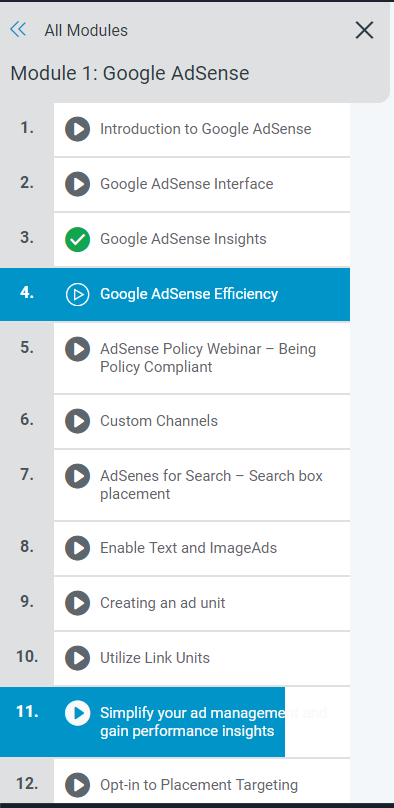 All Modules
Module 1: Google AdSense
1. Introduction to Google AdSense
2. Google AdSense Interface
3. Google AdSense Insights
4. Google AdSense Efficiency
5. AdSense Policy Webinar – Being
Policy Compliant
6. Custom Channels
7. AdSenes for Search – Search box
placement
8. Enable Text and ImageAds
9. Creating an ad unit
10. Utilize Link Units
11. Simplify your ad management and
gain performance insights
12. Opt-in to Placement Targeting